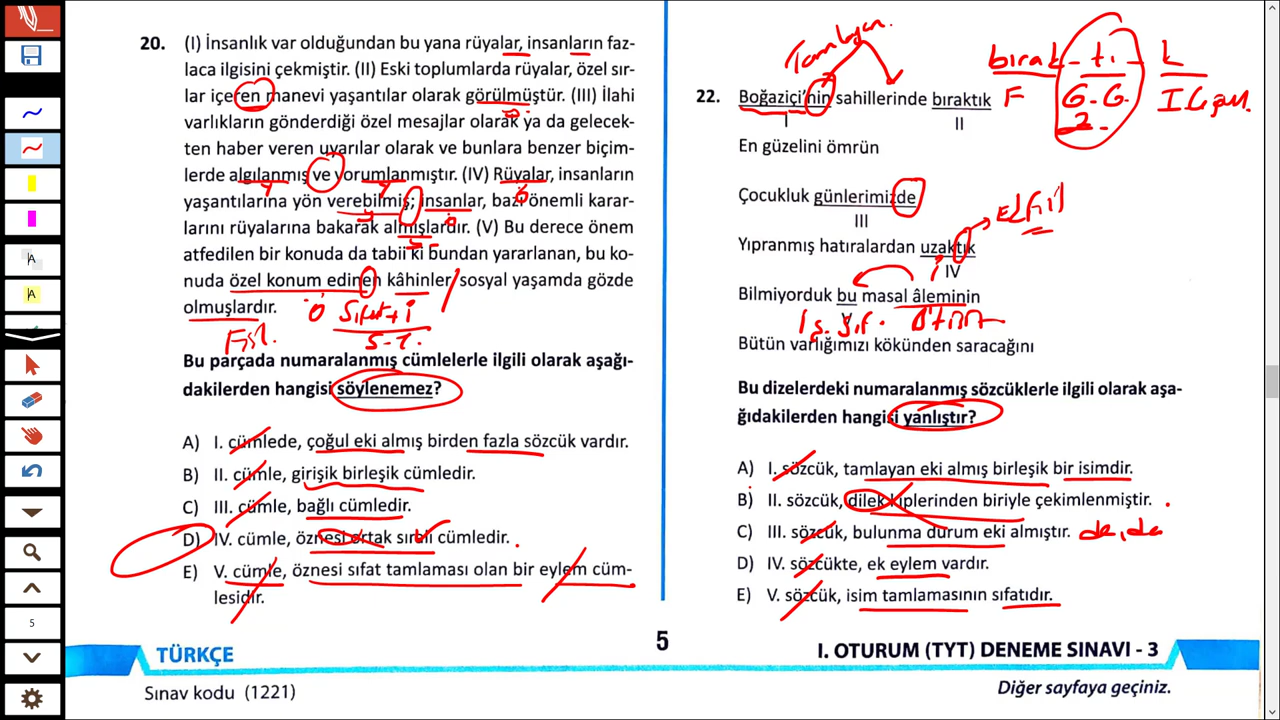 20. (I) İnsanlık var olduğundan bu yana rüyalar, insanların faz-
laca ilgisini çekmiştir. (II) Eski toplumlarda rüyalar, özel sır-
lar içeren manevi yaşantılar olarak görülmüştür. (III) İlahi
varlıkların gönderdiği özel mesajlar olarak ya da gelecek-
ten haber veren uyarılar olarak ve bunlara benzer biçim-
lerde algılanmış ve yorumlanmıştır. (IV) Rüyalar, insanların
yaşantılarına yön verebilmiş; insanlar, bazı önemli karar-
larını rüyalarına bakarak almışlardır. (V) Bu derece önem
atfedilen bir konuda da tabii ki bundan yararlanan, bu ko-
nuda özel konum edinen kâhinler sosyal yaşamda gözde
olmuşlardır.
Fiil.
Ö Sıfat + i
S.T.
Bu parçada numaralanmış cümlelerle ilgili olarak aşağı-
dakilerden hangisi söylenemez?
A) I. cümlede, çoğul eki almış birden fazla sözcük vardır.
B) II. cümle, girişik birleşik cümledir.
C) III. cümle, bağlı cümledir.
D) IV. cümle, öznesi ortak sıralı cümledir.
E) V. cümle, öznesi sıfat tamlaması olan bir eylem cüm-
lesidir.
Tamlayan.
bırak - tı - k
F G.G.
2.
22. Boğaziçi'nin sahillerinde bıraktık
I II
En güzelini ömrün
Çocukluk günlerimizde
III
Ek fiil
Yıpranmış hatıralardan uzaktık
i IV
Bilmiyorduk bu masal âleminin
V
İş. Sıf.
Bütün varlığımızı kökünden saracağını
Bu dizelerdeki numaralanmış sözcüklerle ilgili olarak aşa-
ğıdakilerden hangisi yanlıştır?
A) I. sözcük, tamlayan eki almış birleşik bir isimdir.
B) II. sözcük, dilek kiplerinden biriyle çekimlenmiştir.
C) III. sözcük, bulunma durum eki almıştır. de, da
D) IV. sözcükte, ek eylem vardır.
E) V. sözcük, isim tamlamasının sıfatıdır.
TÜRKÇE
5
I. OTURUM (TYT) DENEME SINAVI - 3
Sınav kodu (1221)
Diğer sayfaya geçiniz.
A
A
5